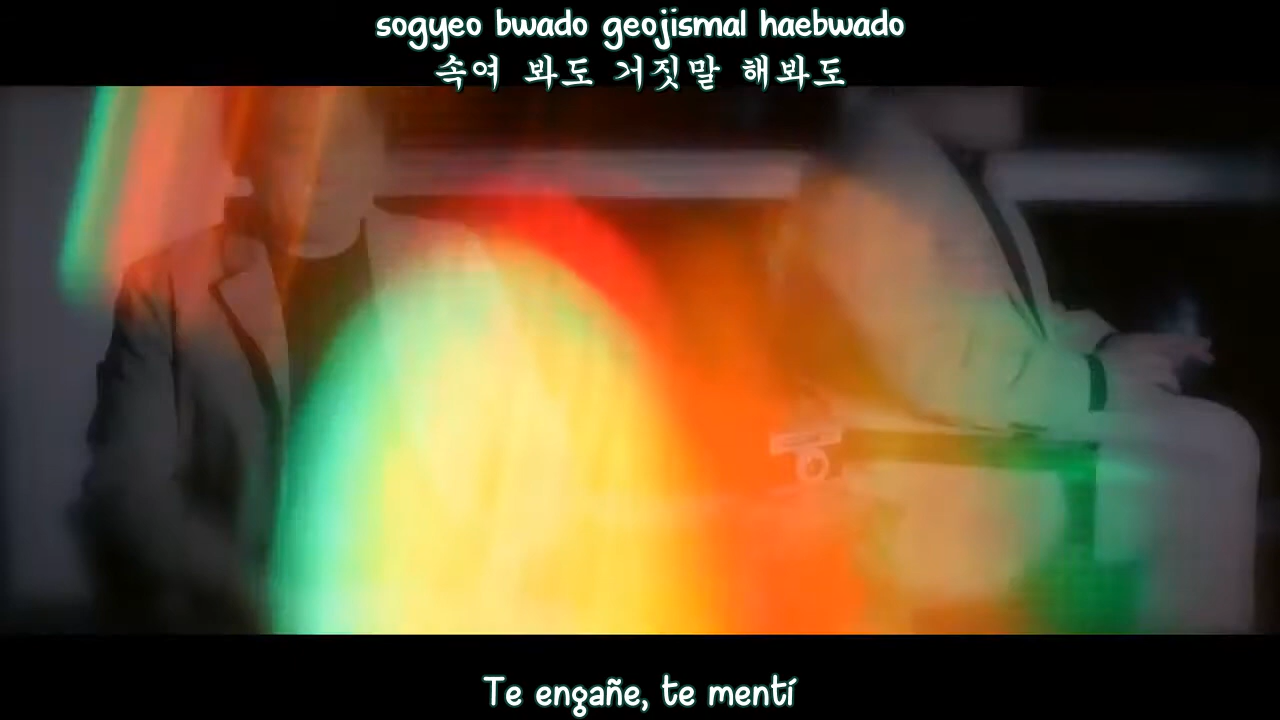 sogyeo bwado geojismal haebwado
속여 봐도 거짓말 해봐도
Te engañe, te mentí